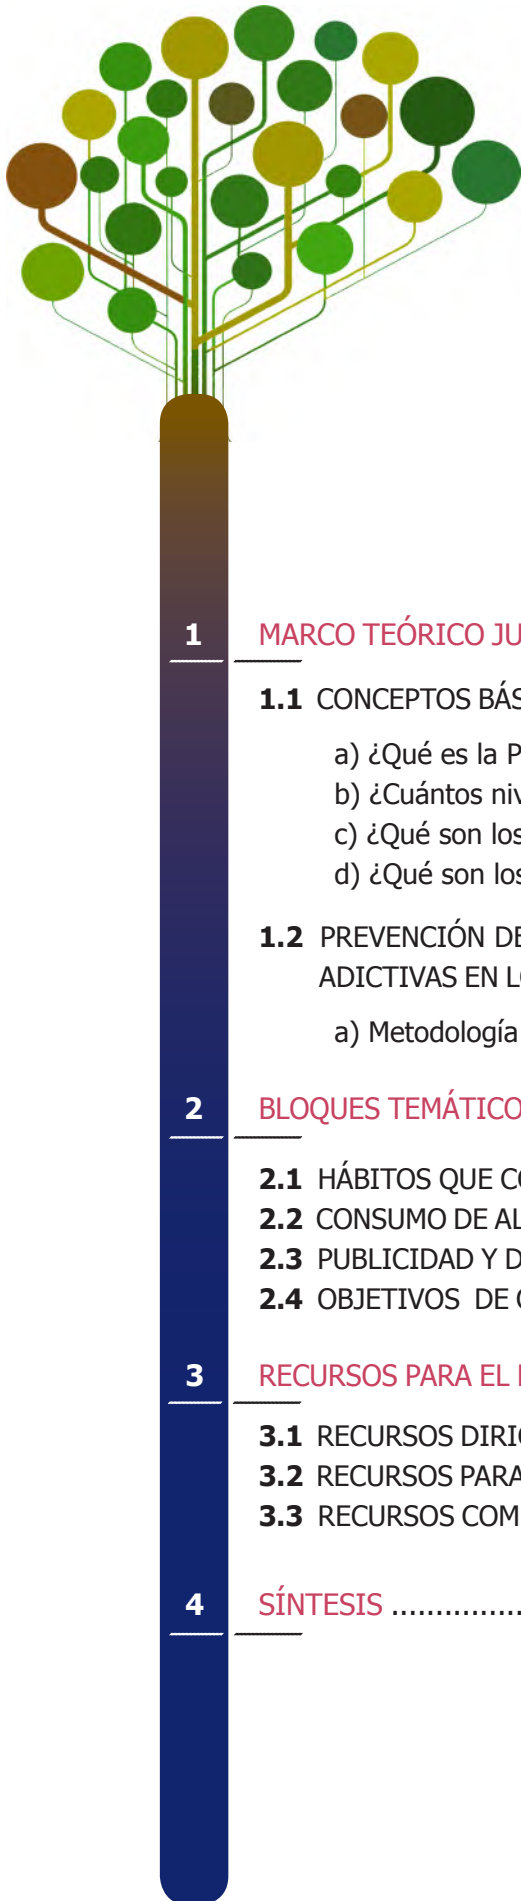 1 MARCO TEÓRICO JU
1.1 CONCEPTOS BÁS
a) ¿Qué es la P
b) ¿Cuántos niv
c) ¿Qué son los
d) ¿Qué son los
1.2 PREVENCIÓN DE
ADICTIVAS EN LO
a) Metodología
2 BLOQUES TEMÁTICO
2.1 HÁBITOS QUE CO
2.2 CONSUMO DE AL
2.3 PUBLICIDAD Y D
2.4 OBJETIVOS DE
3 RECURSOS PARA EL
3.1 RECURSOS DIRI
3.2 RECURSOS PARA
3.3 RECURSOS COM
4 SÍNTESIS ...............